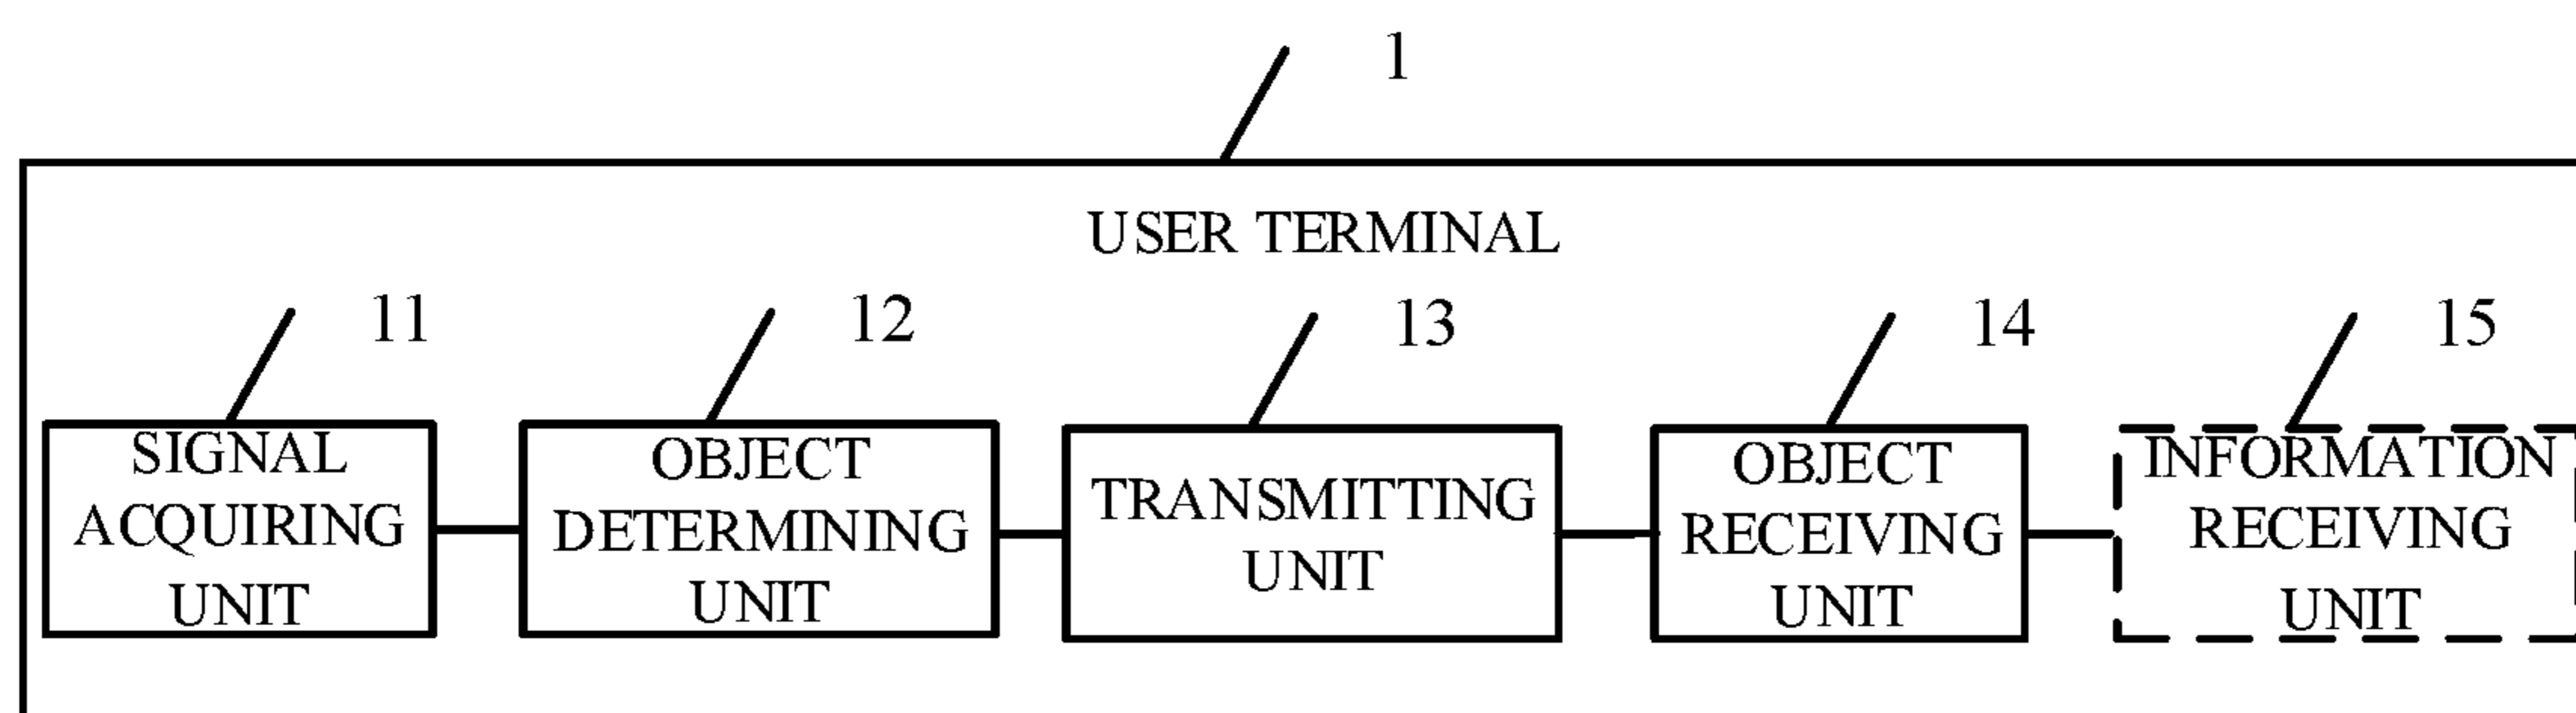 1
USER TERMINAL
11
12
13
14
15
SIGNAL
ACQUIRING
UNIT
OBJECT
DETERMINING
UNIT
TRANSMITTING
UNIT
OBJECT
RECEIVING
UNIT
INFORMATION
RECEIVING
UNIT